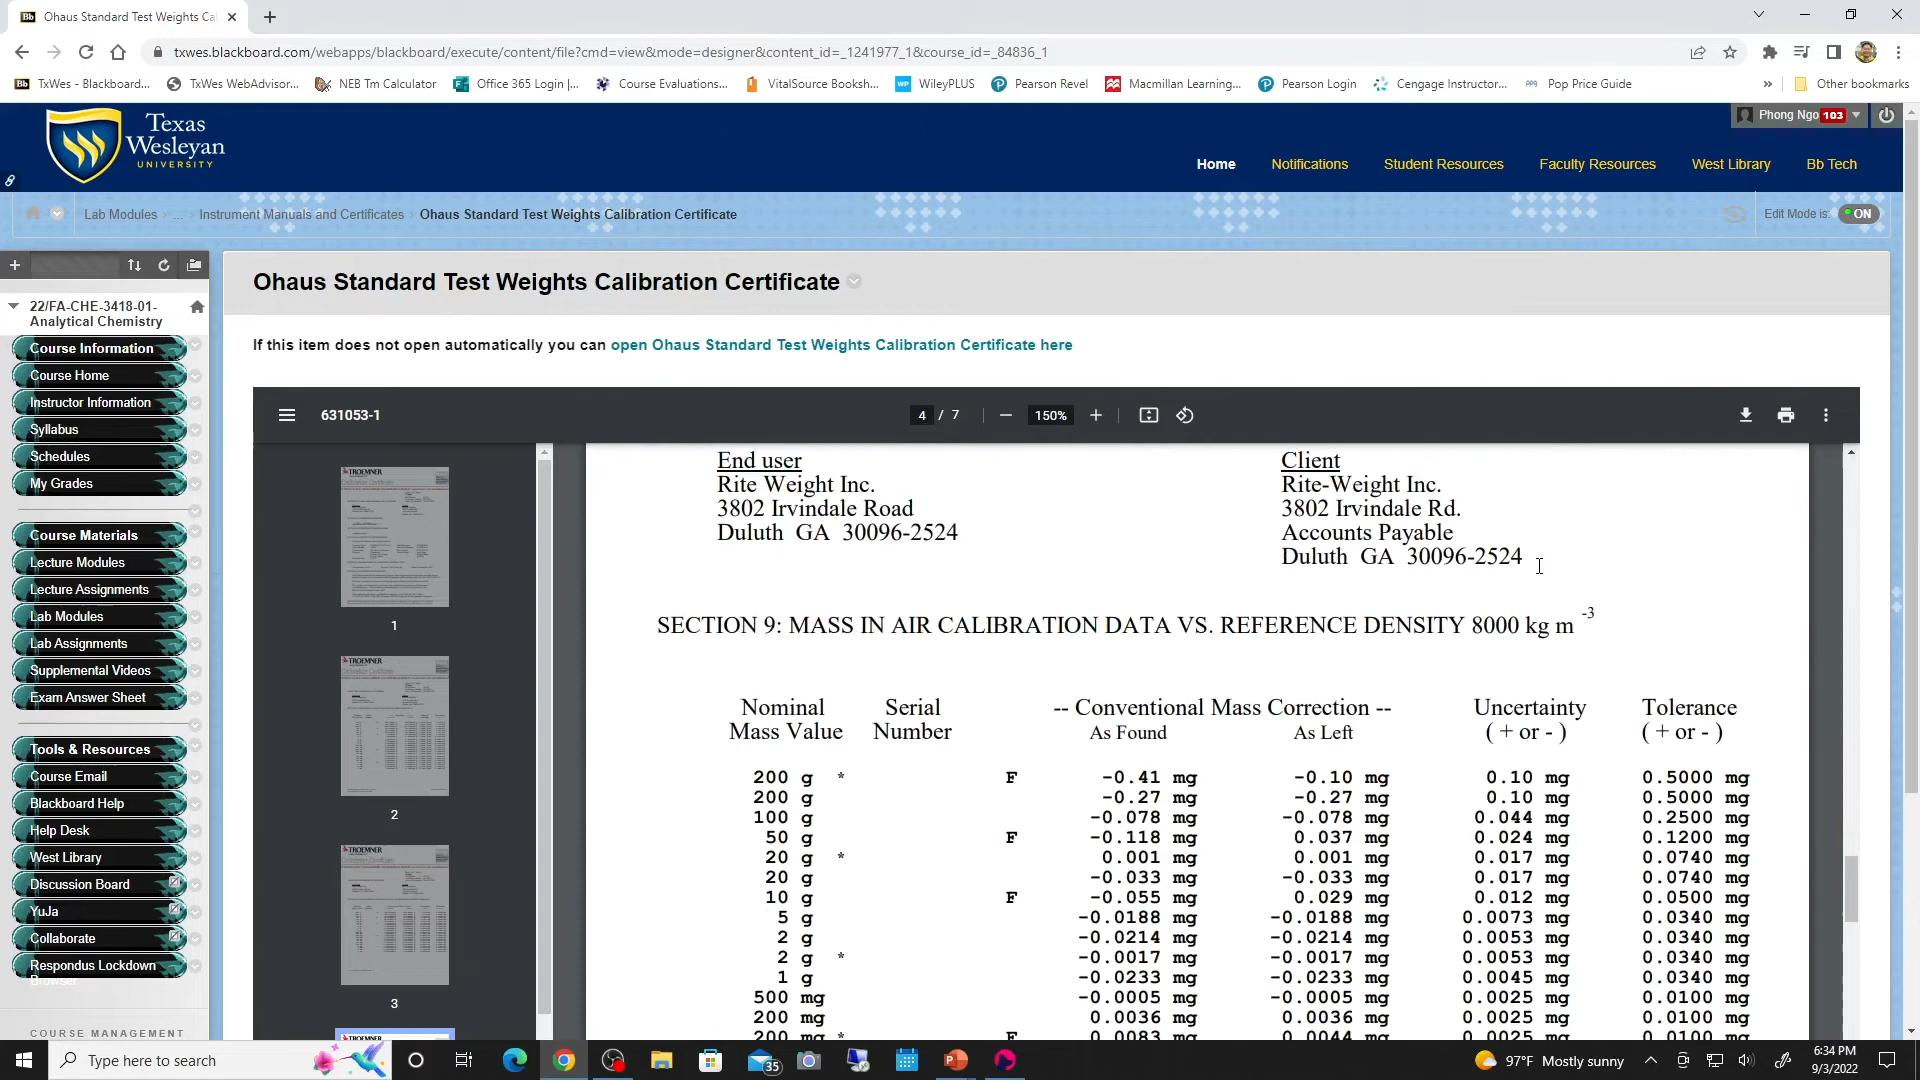 Ohaus Standard Test Weights Ca
txwes.blackboard.com/webapps/blackboard/execute/content/file?cmd=view&mode=designer&content_id=_1241977_1&course_id=_84836_1
TxWes - Blackboard... TxWes WebAdvisor... NEB Tm Calculator Office 365 Login |... Course Evaluations... VitalSource Booksh... WileyPLUS Pearson Revel Macmillan Learning... Pearson Login Cengage Instructor... Pop Price Guide » Other bookmarks
Phong Ngo 103
Texas
Wesleyan
UNIVERSITY
Home Notifications Student Resources Faculty Resources West Library Bb Tech
Lab Modules ... Instrument Manuals and Certificates Ohaus Standard Test Weights Calibration Certificate Edit Mode is: ON
22/FA-CHE-3418-01-
Analytical Chemistry
Course Information
Course Home
Instructor Information
Syllabus
Schedules
My Grades
Course Materials
Lecture Modules
Lecture Assignments
Lab Modules
Lab Assignments
Supplemental Videos
Exam Answer Sheet
Tools & Resources
Course Email
Blackboard Help
Help Desk
West Library
Discussion Board
YuJa
Collaborate
Respondus Lockdown
Browser
COURSE MANAGEMENT
Ohaus Standard Test Weights Calibration Certificate
If this item does not open automatically you can open Ohaus Standard Test Weights Calibration Certificate here
631053-1 4 / 7 — 150% +
TROEMNER
1
TROEMNER
2
TROEMNER
3
End user Client
Rite Weight Inc. Rite-Weight Inc.
3802 Irvindale Road 3802 Irvindale Rd.
Duluth GA 30096-2524 Accounts Payable
Duluth GA 30096-2524
SECTION 9: MASS IN AIR CALIBRATION DATA VS. REFERENCE DENSITY 8000 kg m -3
Nominal Serial -- Conventional Mass Correction -- Uncertainty Tolerance
Mass Value Number As Found As Left ( + or - ) ( + or - )
200 g * F -0.41 mg -0.10 mg 0.10 mg 0.5000 mg
200 g -0.27 mg -0.27 mg 0.10 mg 0.5000 mg
100 g -0.078 mg -0.078 mg 0.044 mg 0.2500 mg
50 g F -0.118 mg 0.037 mg 0.024 mg 0.1200 mg
20 g * 0.001 mg 0.001 mg 0.017 mg 0.0740 mg
20 g -0.033 mg -0.033 mg 0.017 mg 0.0740 mg
10 g F -0.055 mg 0.029 mg 0.012 mg 0.0500 mg
5 g -0.0188 mg -0.0188 mg 0.0073 mg 0.0340 mg
2 g -0.0214 mg -0.0214 mg 0.0053 mg 0.0340 mg
2 g * -0.0017 mg -0.0017 mg 0.0053 mg 0.0340 mg
1 g -0.0233 mg -0.0233 mg 0.0045 mg 0.0340 mg
500 mg -0.0005 mg -0.0005 mg 0.0025 mg 0.0100 mg
200 mg 0.0036 mg 0.0036 mg 0.0025 mg 0.0100 mg
200 mg * F 0.0083 mg 0.0044 mg 0.0025 mg 0.0100 mg
Type here to search 35 97°F Mostly sunny 6:34 PM
9/3/2022